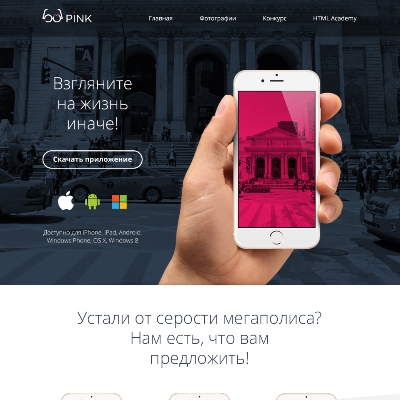 PiNK
Главная
Фотографии
Конкурс
HTML Academy
Взгляните
на жизнь
иначе!
Скачать приложение
Доступно для iPhone, iPad, Android,
Windows Phone, OS X, Windows 8
Устали от серости мегаполиса?
Нам есть, что вам
предложить!